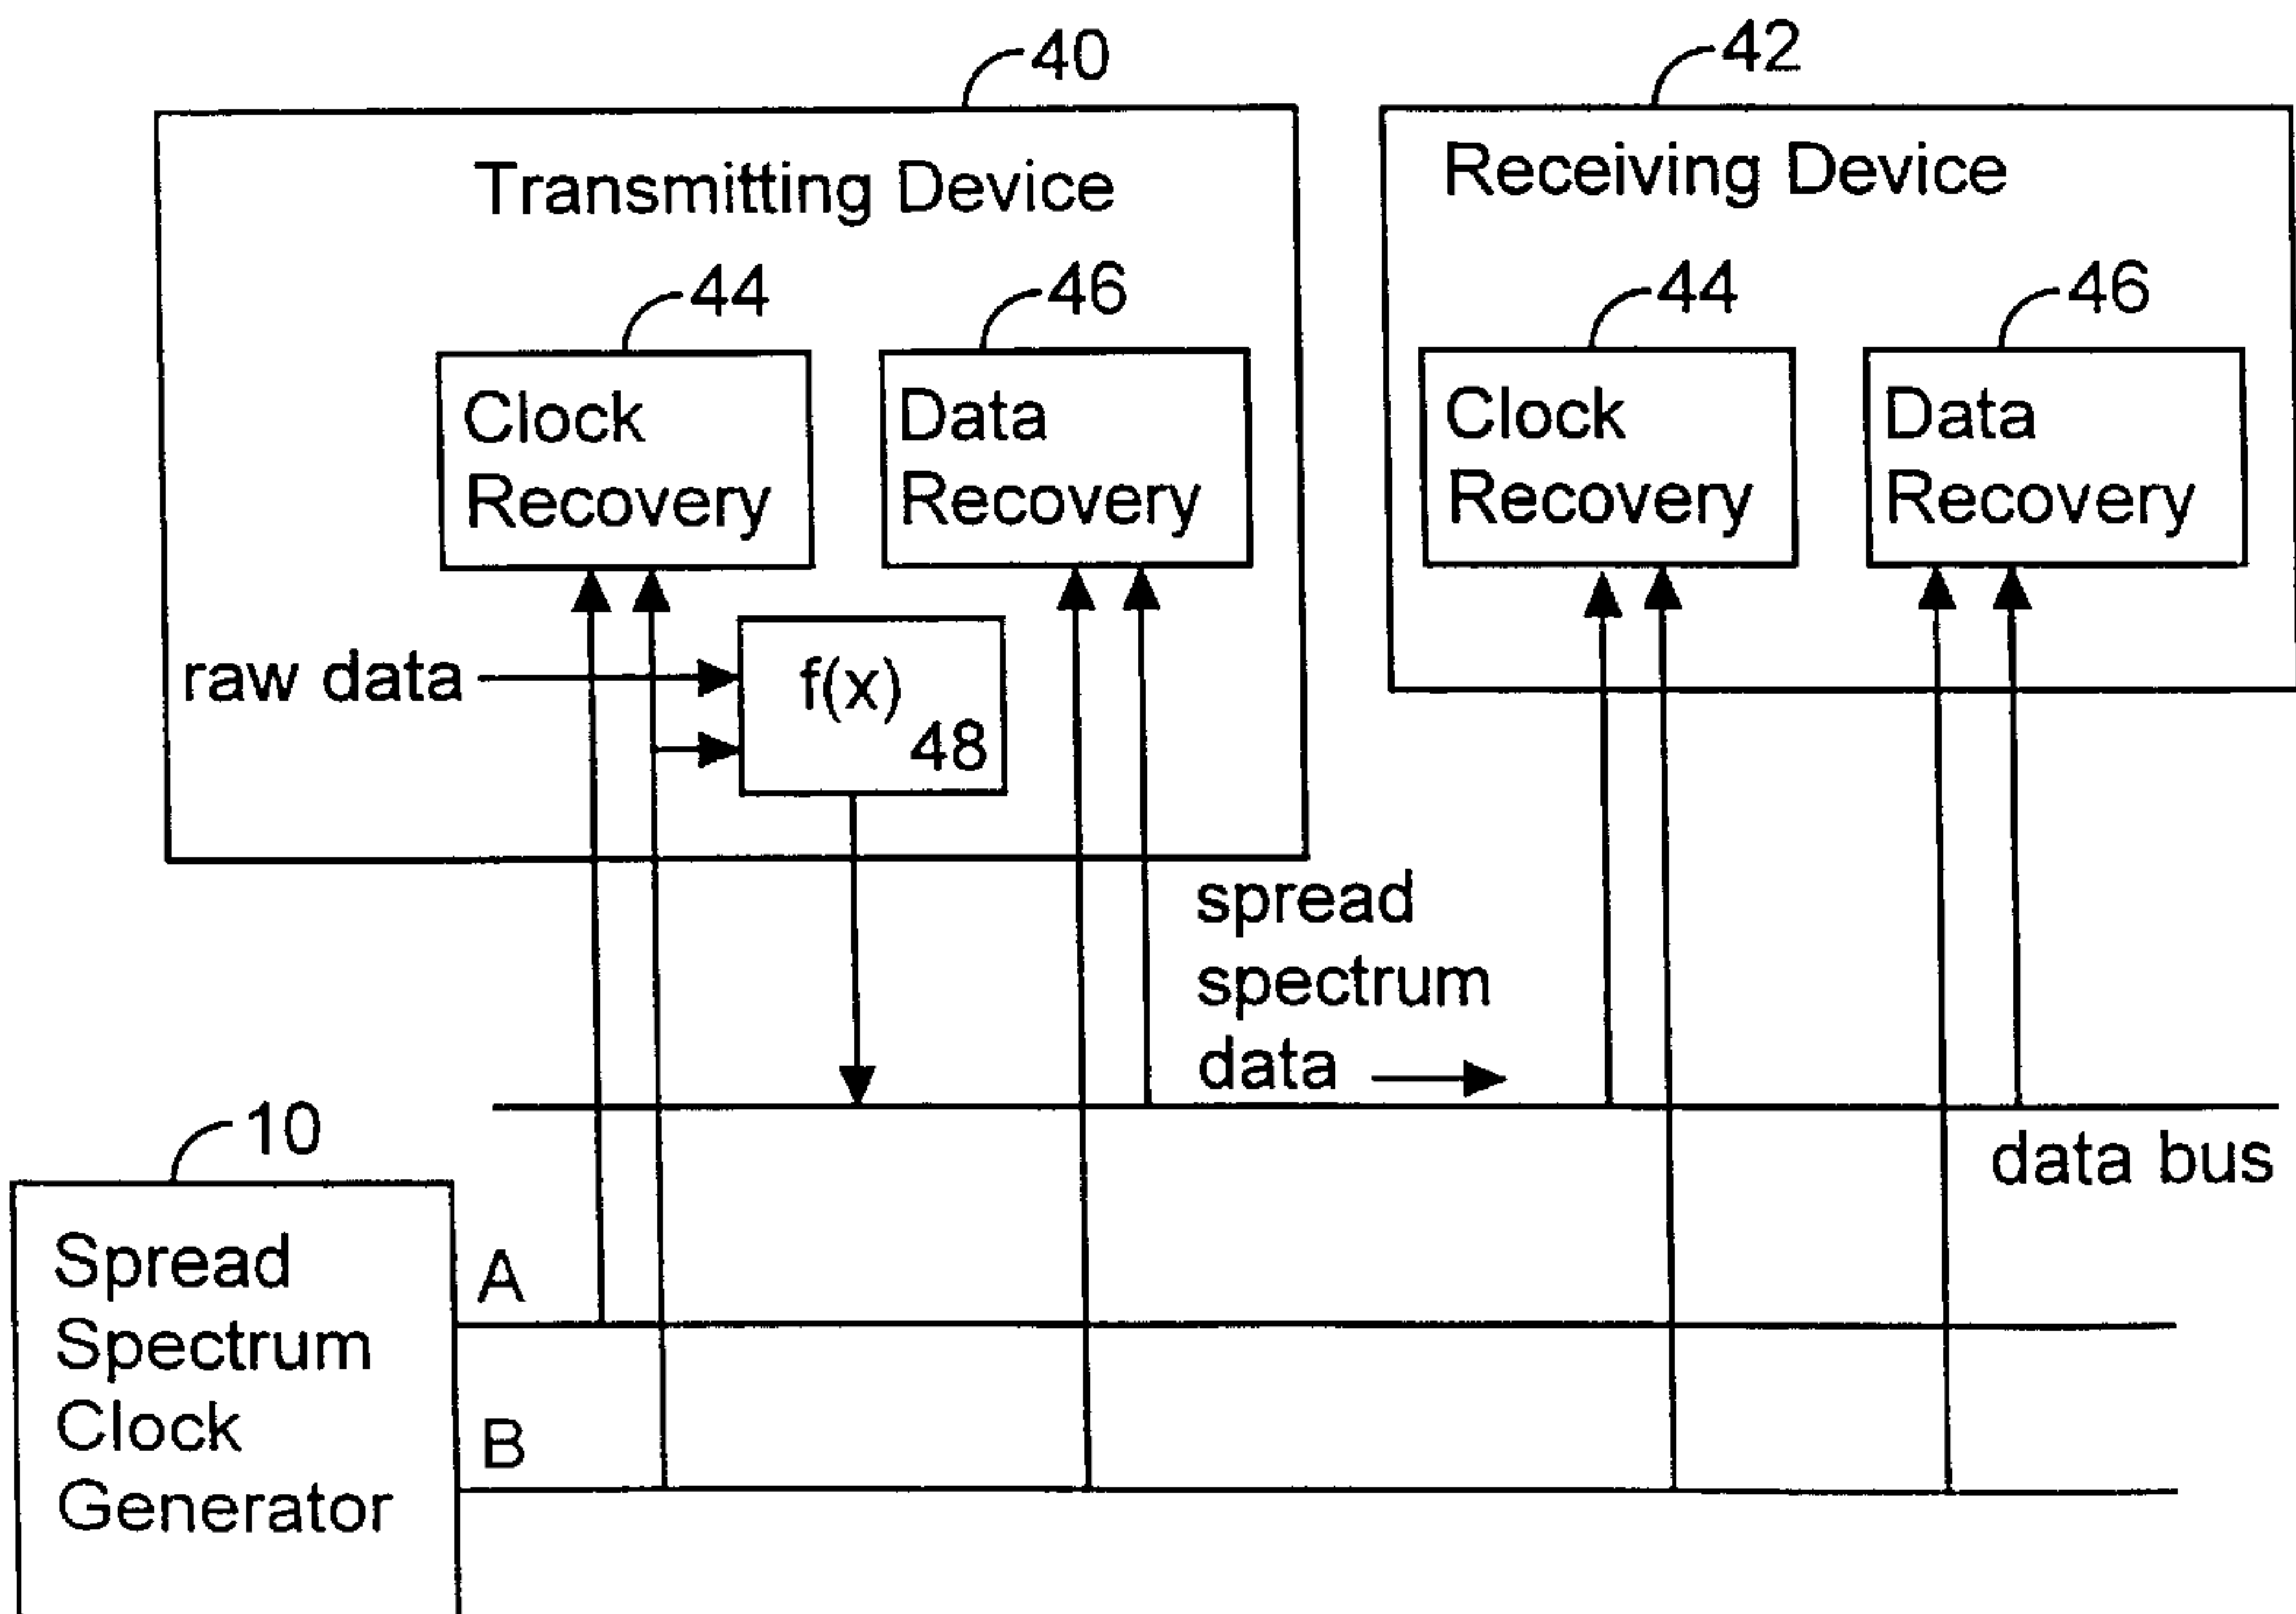 40
42
Transmitting Device
Receiving Device
44
46
44
46
Clock
Recovery
Data
Recovery
Clock
Recovery
Data
Recovery
raw data
f(x)
48
spread
spectrum
data
10
data bus
Spread
Spectrum
Clock
Generator
A
B